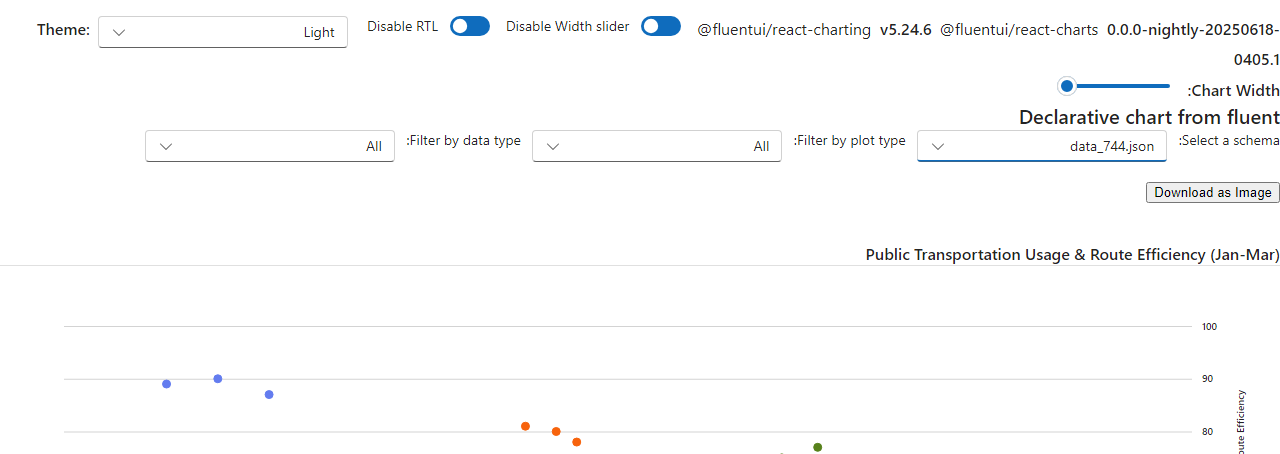 Theme: Light Disable RTL Disable Width slider @fluentui/react-charting v5.24.6 @fluentui/react-charts 0.0.0-nightly-20250618-
0405.1
:Chart Width
Declarative chart from fluent
:Select a schema data_744.json :Filter by plot type All :Filter by data type All
Download as Image
Public Transportation Usage & Route Efficiency (Jan-Mar)
100
90
80
Efficiency